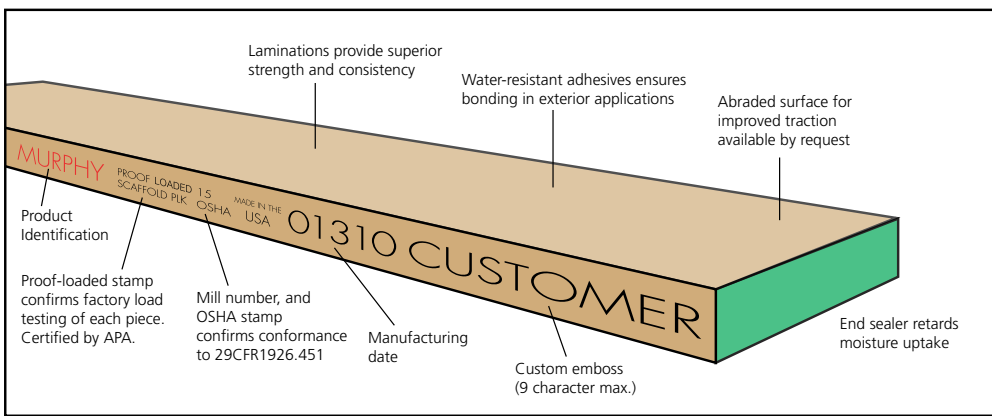 Laminations provide superior
strength and consistency
Water-resistant adhesives ensures
bonding in exterior applications
Abraded surface for
improved traction
available by request
MURPHY
PROOF LOADED
SCAFFOLD PLK
15
OSHA
MADE IN THE
USA
01310
CUSTOMER
Product
Identification
Proof-loaded stamp
confirms factory load
testing of each piece.
Certified by APA.
Mill number, and
OSHA stamp
confirms conformance
to 29CFR1926.451
Manufacturing
date
Custom emboss
(9 character max.)
End sealer retards
moisture uptake